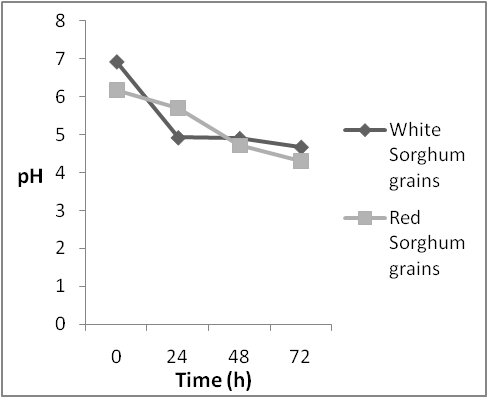 8
7
6
5
4
3
2
1
0
pH
0 24 48 72
Time (h)
White
Sorghum
grains
Red
Sorghum
grains